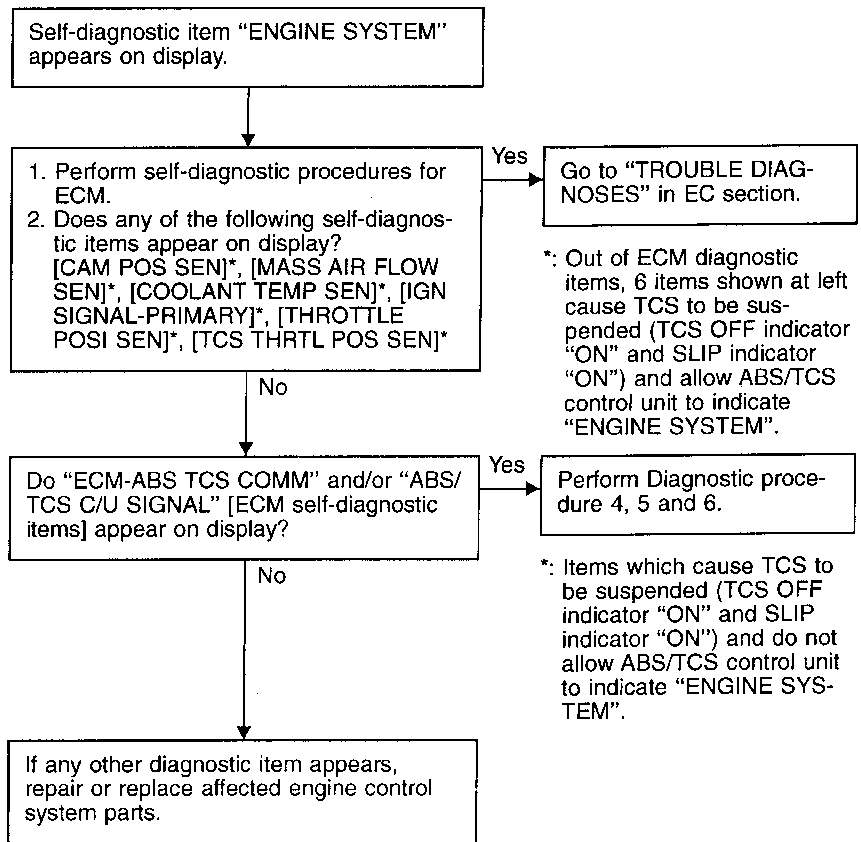 Self-diagnostic item “ENGINE SYSTEM”
appears on display.
1. Perform self-diagnostic procedures for
ECM.
2. Does any of the following self-diagnos-
tic items appear on display?
[CAM POS SEN]*, [MASS AIR FLOW
SEN]*, [COOLANT TEMP SEN]*, [IGN
SIGNAL-PRIMARY]*, [THROTTLE
POSI SEN]*, [TCS THRTL POS SEN]*
Yes
Go to “TROUBLE DIAG-
NOSES” in EC section.
*: Out of ECM diagnostic
items, 6 items shown at left
cause TCS to be sus-
pended (TCS OFF indicator
“ON” and SLIP indicator
“ON”) and allow ABS/TCS
control unit to indicate
“ENGINE SYSTEM”.
No
Do “ECM-ABS TCS COMM” and/or “ABS/
TCS C/U SIGNAL” [ECM self-diagnostic
items] appear on display?
Yes
Perform Diagnostic proce-
dure 4, 5 and 6.
*: Items which cause TCS to
be suspended (TCS OFF
indicator “ON” and SLIP
indicator “ON”) and do not
allow ABS/TCS control unit
to indicate “ENGINE SYS-
TEM”.
No
If any other diagnostic item appears,
repair or replace affected engine control
system parts.